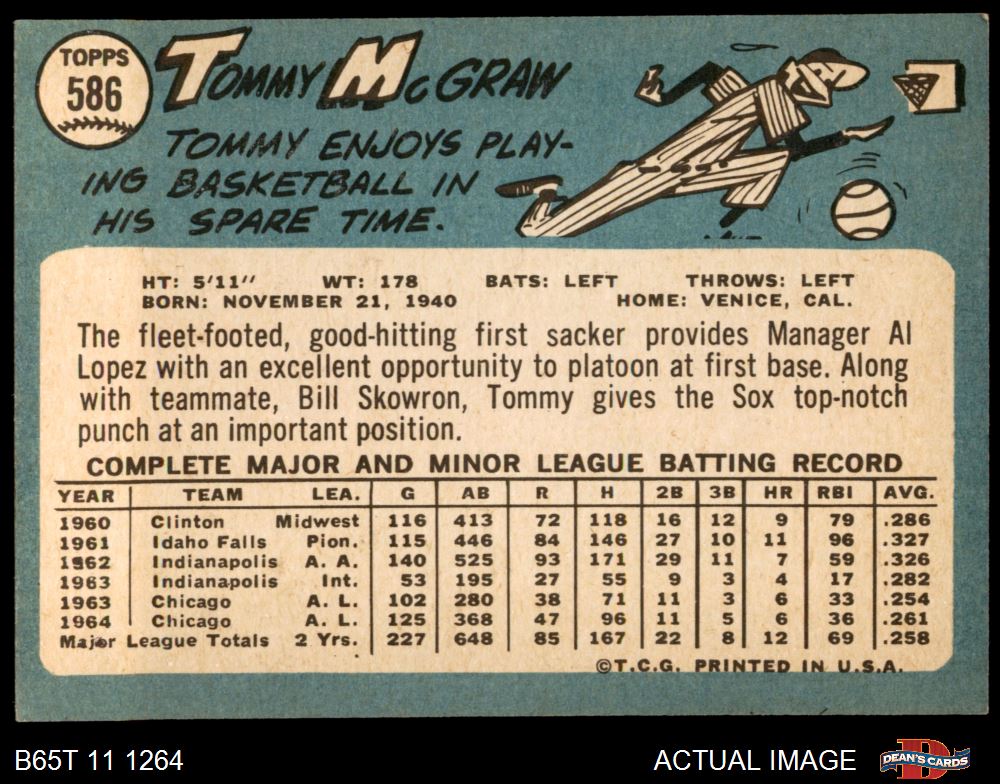 TOPPS
586
TOMMY McGRAW
TOMMY ENJOYS PLAY-
ING BASKETBALL IN
HIS SPARE TIME.
HT: 5'11" WT: 178 BATS: LEFT THROWS: LEFT
BORN: NOVEMBER 21, 1940 HOME: VENICE, CAL.
The fleet-footed, good-hitting first sacker provides Manager Al
Lopez with an excellent opportunity to platoon at first base. Along
with teammate, Bill Skowron, Tommy gives the Sox top-notch
punch at an important position.
COMPLETE MAJOR AND MINOR LEAGUE BATTING RECORD
YEAR TEAM LEA. G AB R H 2B 3B HR RBI AVG.
1960 Clinton Midwest 116 413 72 118 16 12 9 79 .286
1961 Idaho Falls Pion. 115 446 84 146 27 10 11 96 .327
1962 Indianapolis A. A. 140 525 93 171 29 11 7 59 .326
1963 Indianapolis Int. 53 195 27 55 9 3 4 17 .282
1963 Chicago A. L. 102 280 38 71 11 3 6 33 .254
1964 Chicago A. L. 125 368 47 96 11 5 6 36 .261
Major League Totals 2 Yrs. 227 648 85 167 22 8 12 69 .258
©T.C.G. PRINTED IN U.S.A.
B65T 11 1264 ACTUAL IMAGE DEAN'S CARDS